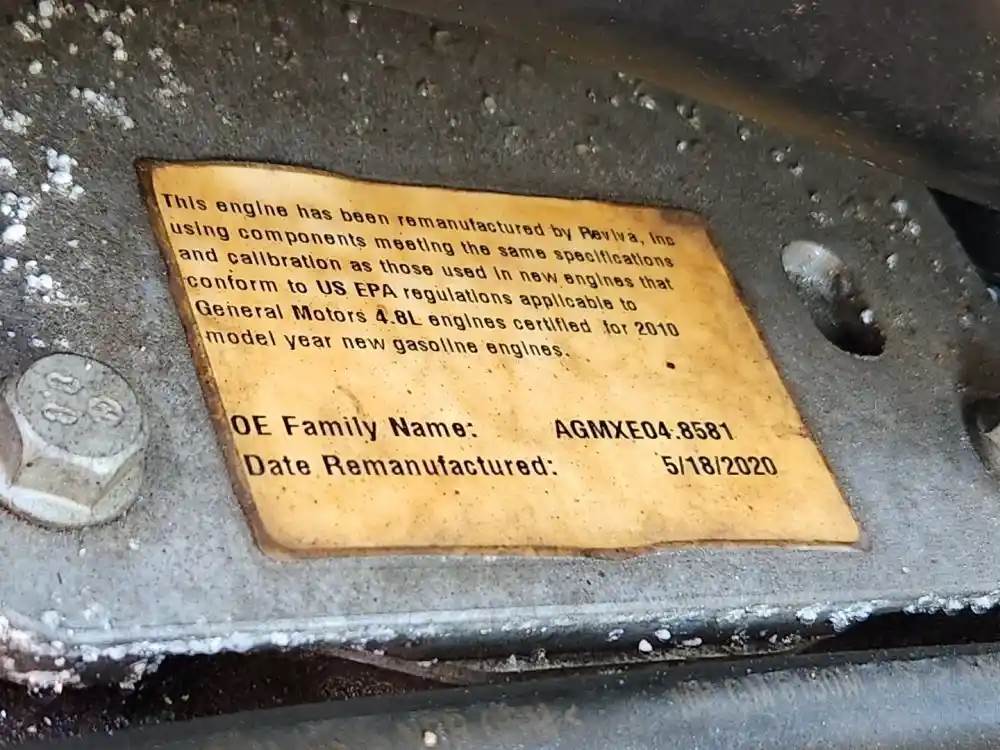 This engine has been remanufactured by Reviva, Inc
using components meeting the same specifications
and calibration as those used in new engines that
conform to US EPA regulations applicable to
General Motors 4.8L engines certified for 2010
model year new gasoline engines.
OE Family Name: AGMXE04.8581
Date Remanufactured: 5/18/2020